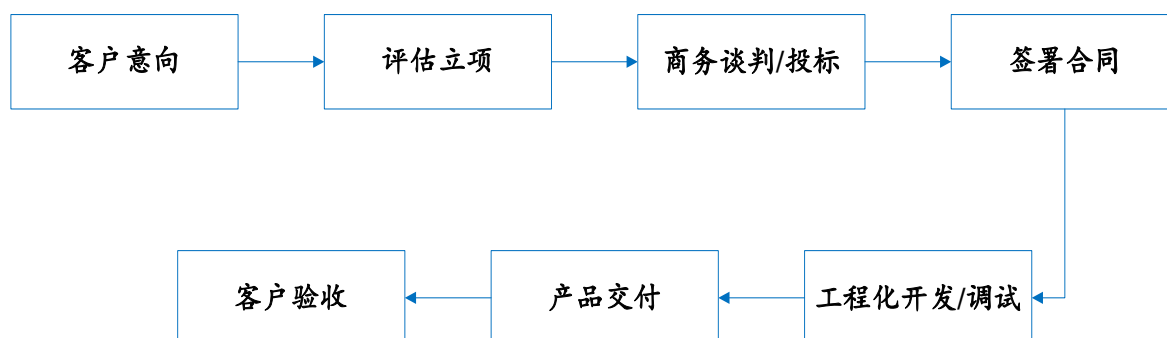 客户意向
评估立项
商务谈判/投标
签署合同
工程化开发/调试
产品交付
客户验收